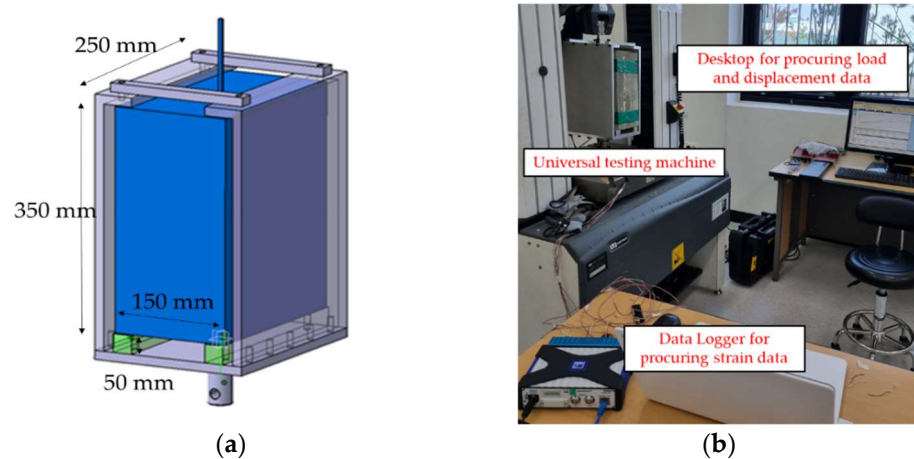 250 mm
350 mm
150 mm
50 mm
(a)
Desktop for procuring load
and displacement data
Universal testing machine
Data Logger for
procuring strain data
(b)